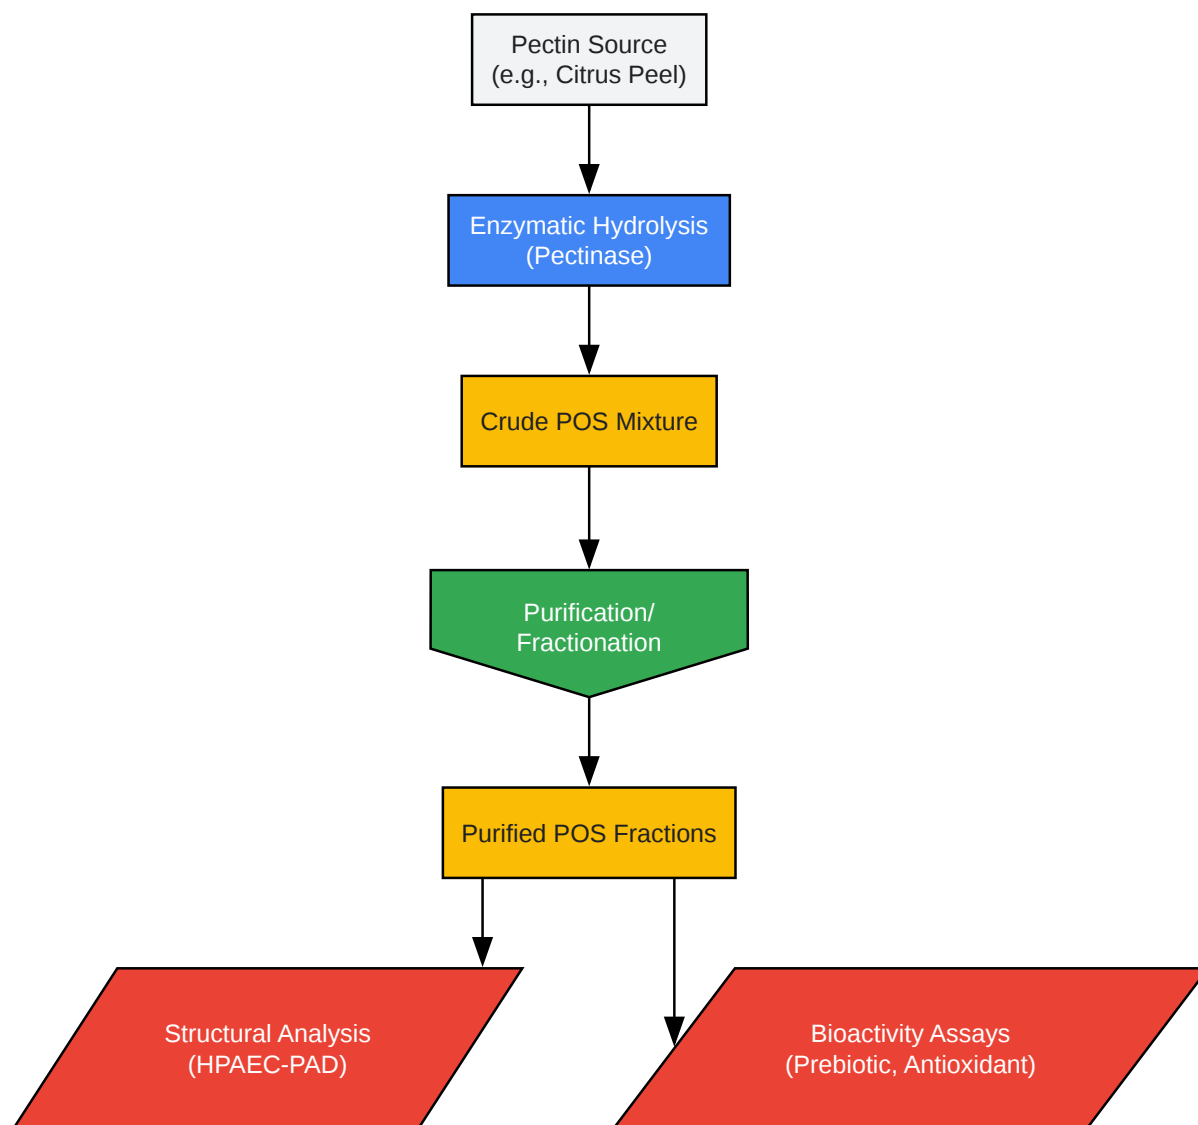 Pectin Source
(e.g., Citrus Peel)
Enzymatic Hydrolysis
(Pectinase)
Crude POS Mixture
Purification/
Fractionation
Purified POS Fractions
Structural Analysis
(HPAEC-PAD)
Bioactivity Assays
(Prebiotic, Antioxidant)